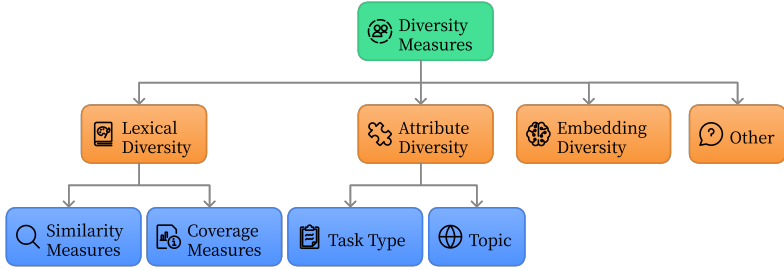 Diversity
Measures
Lexical
Diversity
Attribute
Diversity
Embedding
Diversity
Other
Similarity
Measures
Coverage
Measures
Task Type
Topic